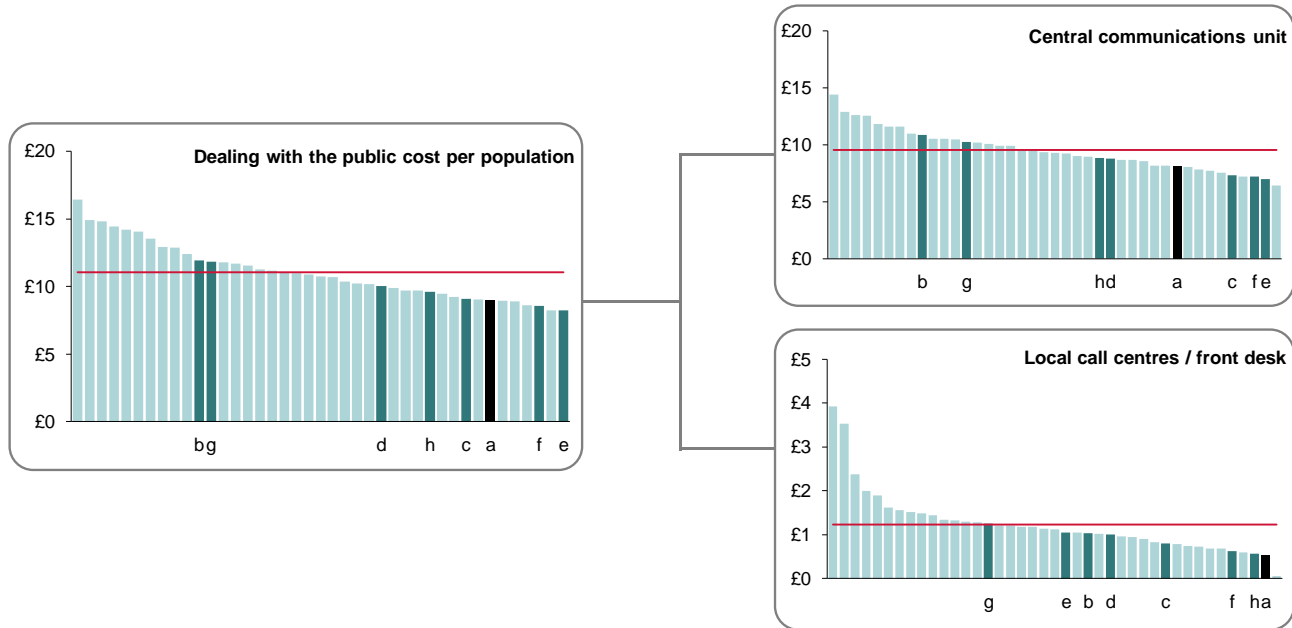 Dealing with the public cost per population
£20
£15
£10
£5
£0
bg d h c a f e
Central communications unit
£20
£15
£10
£5
£0
b g hd a c fe
Local call centres / front desk
£5
£4
£3
£2
£1
£0
g e b d c f ha